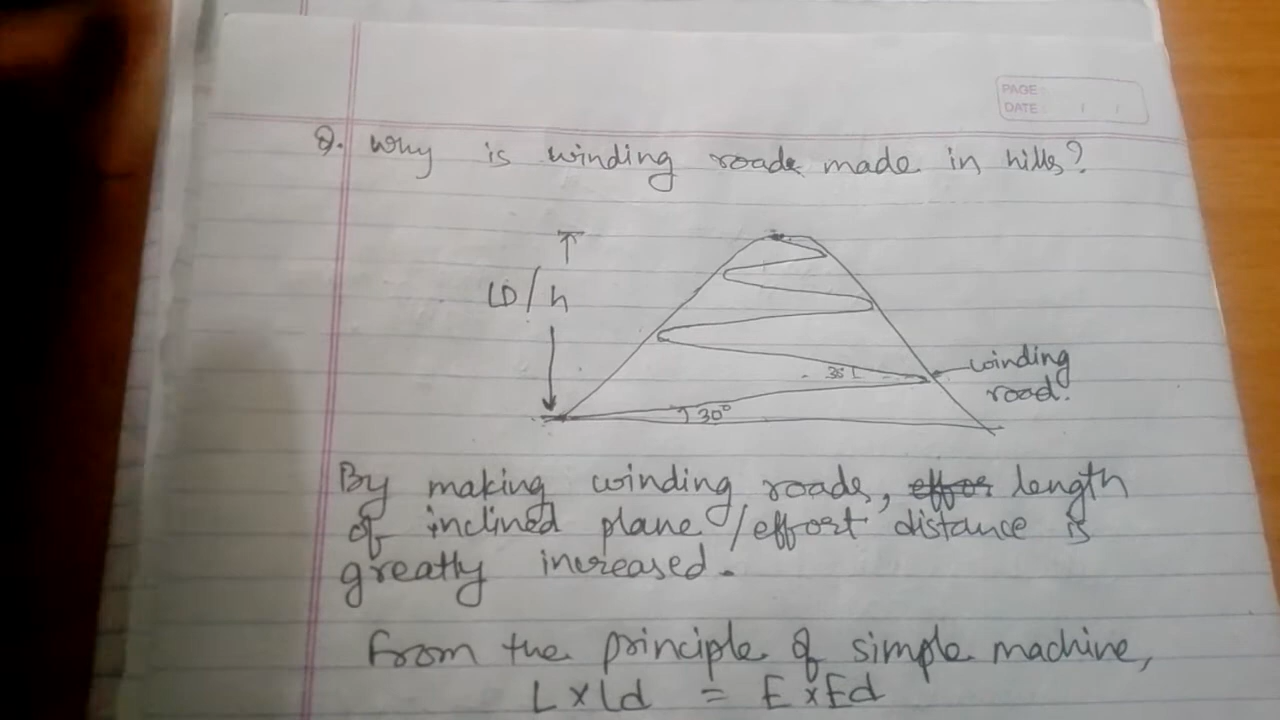 PAGE:
DATE: / /
Q. Why is winding roads made in hills?
LD/h
winding
road.
30°
By making winding roads, effor length
of inclined plane/effort distance is
greatly increased.
From the principle of simple machine,
L x Ld = E x Ed